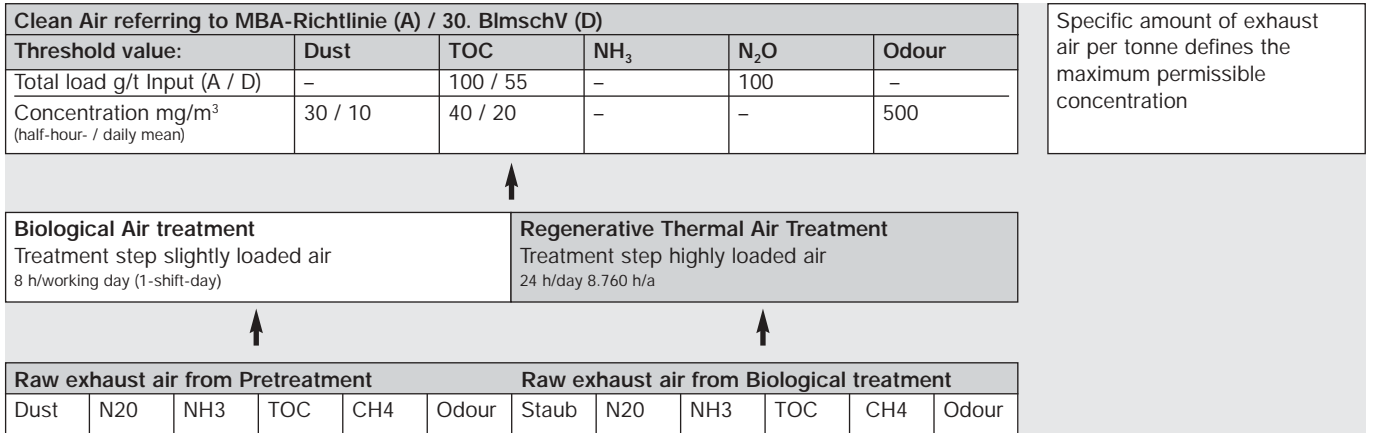 Clean Air referring to MBA-Richtlinie (A) / 30. BlmschV (D)
Threshold value: Dust TOC NH₃ N₂O Odour
Total load g/t Input (A / D) – 100 / 55 – 100 –
Concentration mg/m³ 30 / 10 40 / 20 – – 500
(half-hour- / daily mean)
Specific amount of exhaust
air per tonne defines the
maximum permissible
concentration
Biological Air treatment
Treatment step slightly loaded air
8 h/working day (1-shift-day)
Regenerative Thermal Air Treatment
Treatment step highly loaded air
24 h/day 8.760 h/a
Raw exhaust air from Pretreatment Raw exhaust air from Biological treatment
Dust N20 NH3 TOC CH4 Odour Staub N20 NH3 TOC CH4 Odour